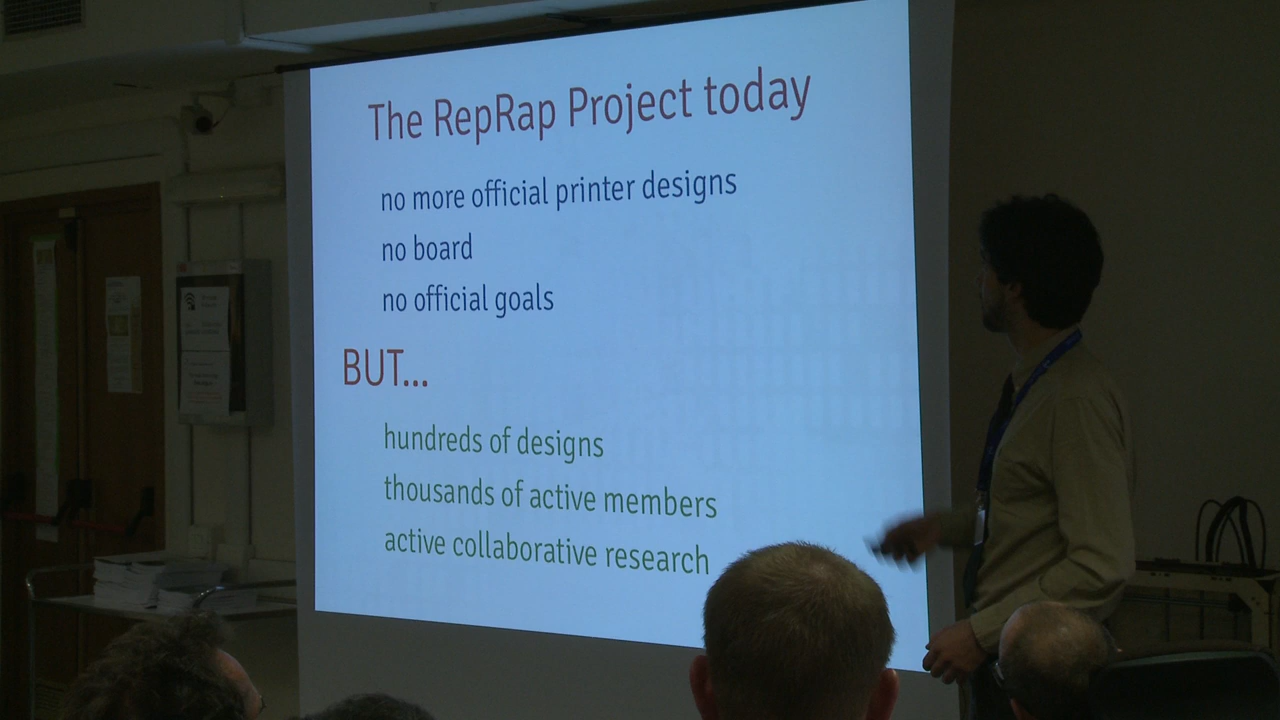 The RepRap Project today
no more official printer designs
no board
no official goals
BUT...
hundreds of designs
thousands of active members
active collaborative research